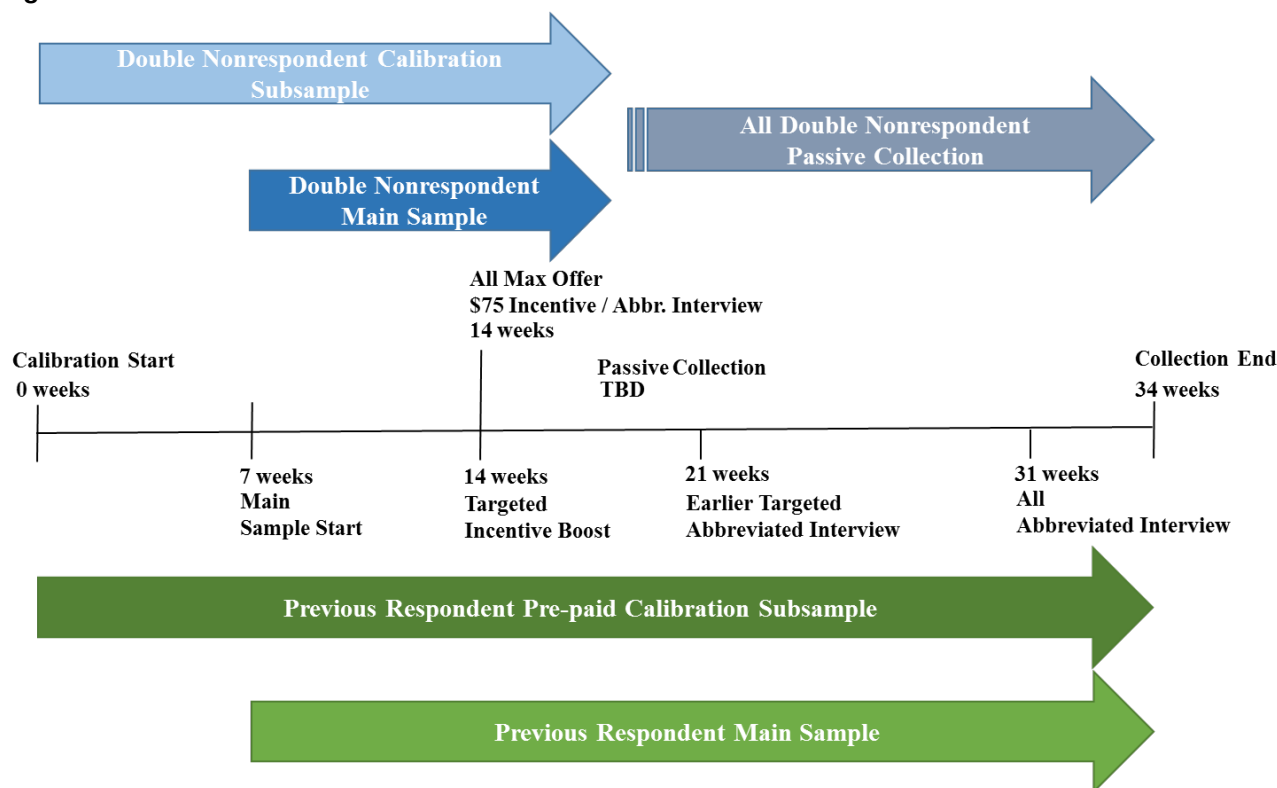 Double Nonrespondent Calibration
Subsample
All Double Nonrespondent
Passive Collection
Double Nonrespondent
Main Sample
All Max Offer
$75 Incentive / Abbr. Interview
14 weeks
Calibration Start
0 weeks
Passive Collection
TBD
Collection End
34 weeks
7 weeks
Main
Sample Start
14 weeks
Targeted
Incentive Boost
21 weeks
Earlier Targeted
Abbreviated Interview
31 weeks
All
Abbreviated Interview
Previous Respondent Pre-paid Calibration Subsample
Previous Respondent Main Sample